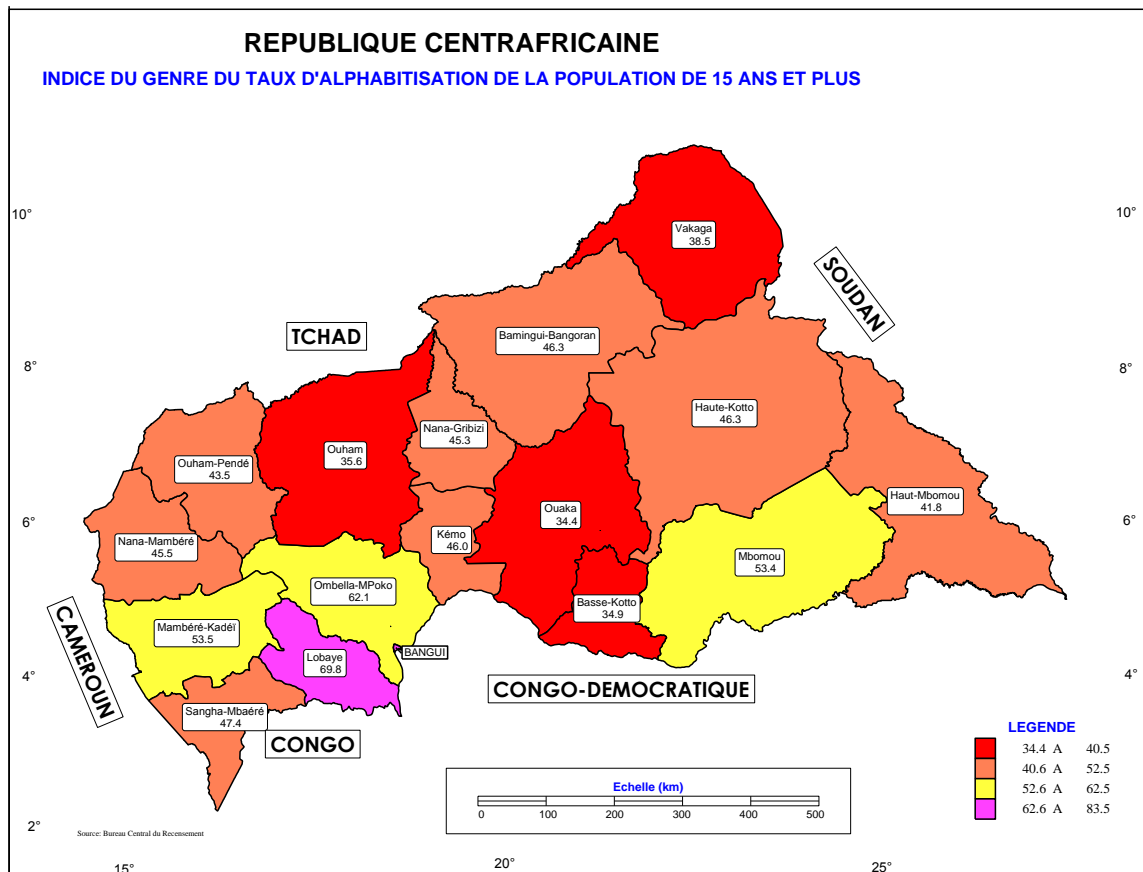 REPUBLIQUE CENTRAFRICAINE
INDICE DU GENRE DU TAUX D'ALPHABITISATION DE LA POPULATION DE 15 ANS ET PLUS
10°
10°
Vakaga
38.5
SOUDAN
TCHAD
Bamingui-Bangoran
46.3
8°
8°
Haute-Kotto
46.3
Nana-Gribizi
45.3
Ouham
35.6
Ouham-Pendé
43.5
Haut-Mbomou
41.8
Ouaka
34.4
6°
6°
Kémo
46.0
Nana-Mambéré
45.5
Mbomou
53.4
Ombella-MPoko
62.1
Basse-Kotto
34.9
CAMEROUN
Mambéré-Kadéï
53.5
BANGUI
Lobaye
69.8
4°
4°
CONGO-DEMOCRATIQUE
Sangha-Mbaéré
47.4
CONGO
LEGENDE
34.4 A 40.5
40.6 A 52.5
52.6 A 62.5
62.6 A 83.5
Echelle (km)
0 100 200 300 400 500
2°
Source: Bureau Central du Recensement
15°
20°
25°